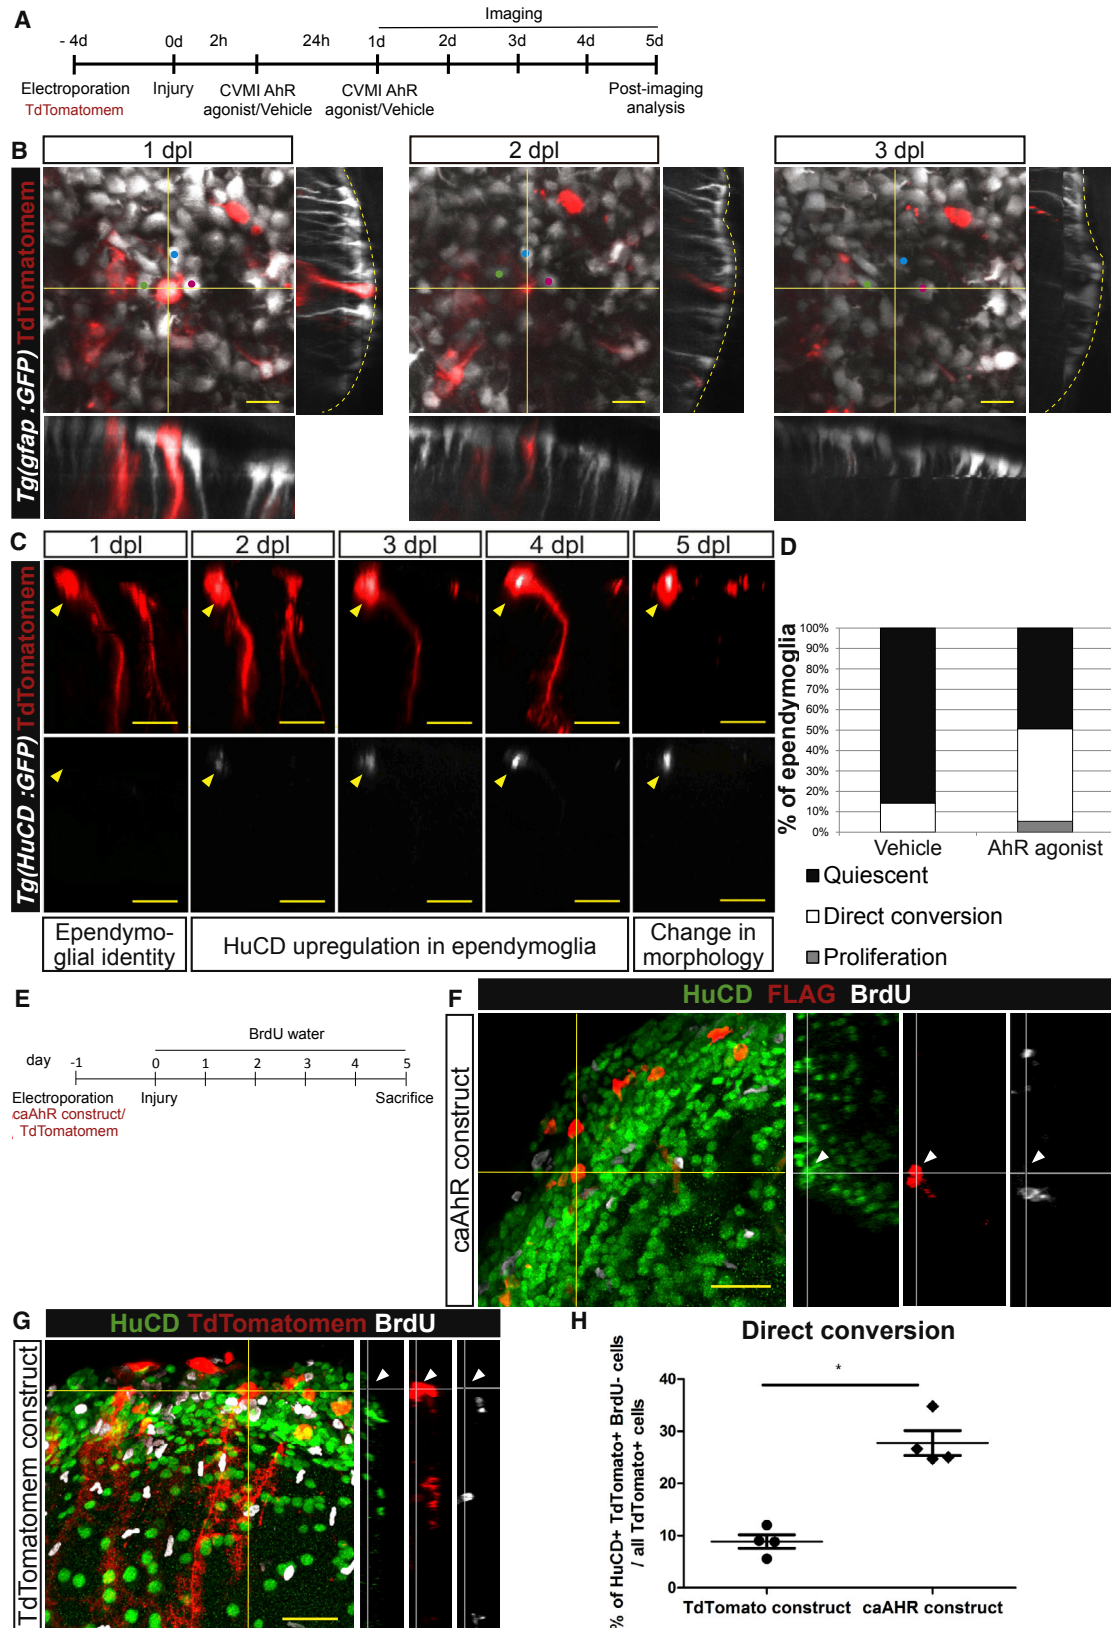 A
Imaging
- 4d 0d 2h 24h 1d 2d 3d 4d 5d
Electroporation Injury CVMI AhR CVMI AhR Post-imaging
TdTomatomem agonist/Vehicle agonist/Vehicle analysis
B
1 dpl 2 dpl 3 dpl
Tg(gfap :GFP) TdTomatomem
C
1 dpl 2 dpl 3 dpl 4 dpl 5 dpl
Tg(HuCD :GFP) TdTomatomem
Ependymo-
glial identity
HuCD upregulation in ependymoglia
Change in
morphology
D
% of ependymoglia
100%
90%
80%
70%
60%
50%
40%
30%
20%
10%
0%
Vehicle AhR agonist
Quiescent
Direct conversion
Proliferation
E
BrdU water
day -1 0 1 2 3 4 5
Electroporation Injury Sacrifice
caAhR construct/
TdTomatomem
F
HuCD FLAG BrdU
caAhR construct
G
HuCD TdTomatomem BrdU
TdTomatomem construct
H
Direct conversion
*
% of HuCD+ TdTomato+ BrdU- cells
/ all TdTomato+ cells
40
30
20
10
0
TdTomato construct caAHR construct